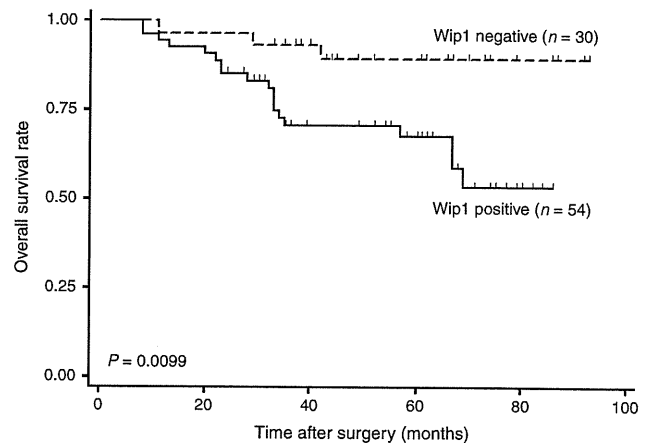 1.00
0.75
0.50
0.25
0.00
Overall survival rate
Wip1 negative (n = 30)
Wip1 positive (n = 54)
P = 0.0099
0 20 40 60 80 100
Time after surgery (months)